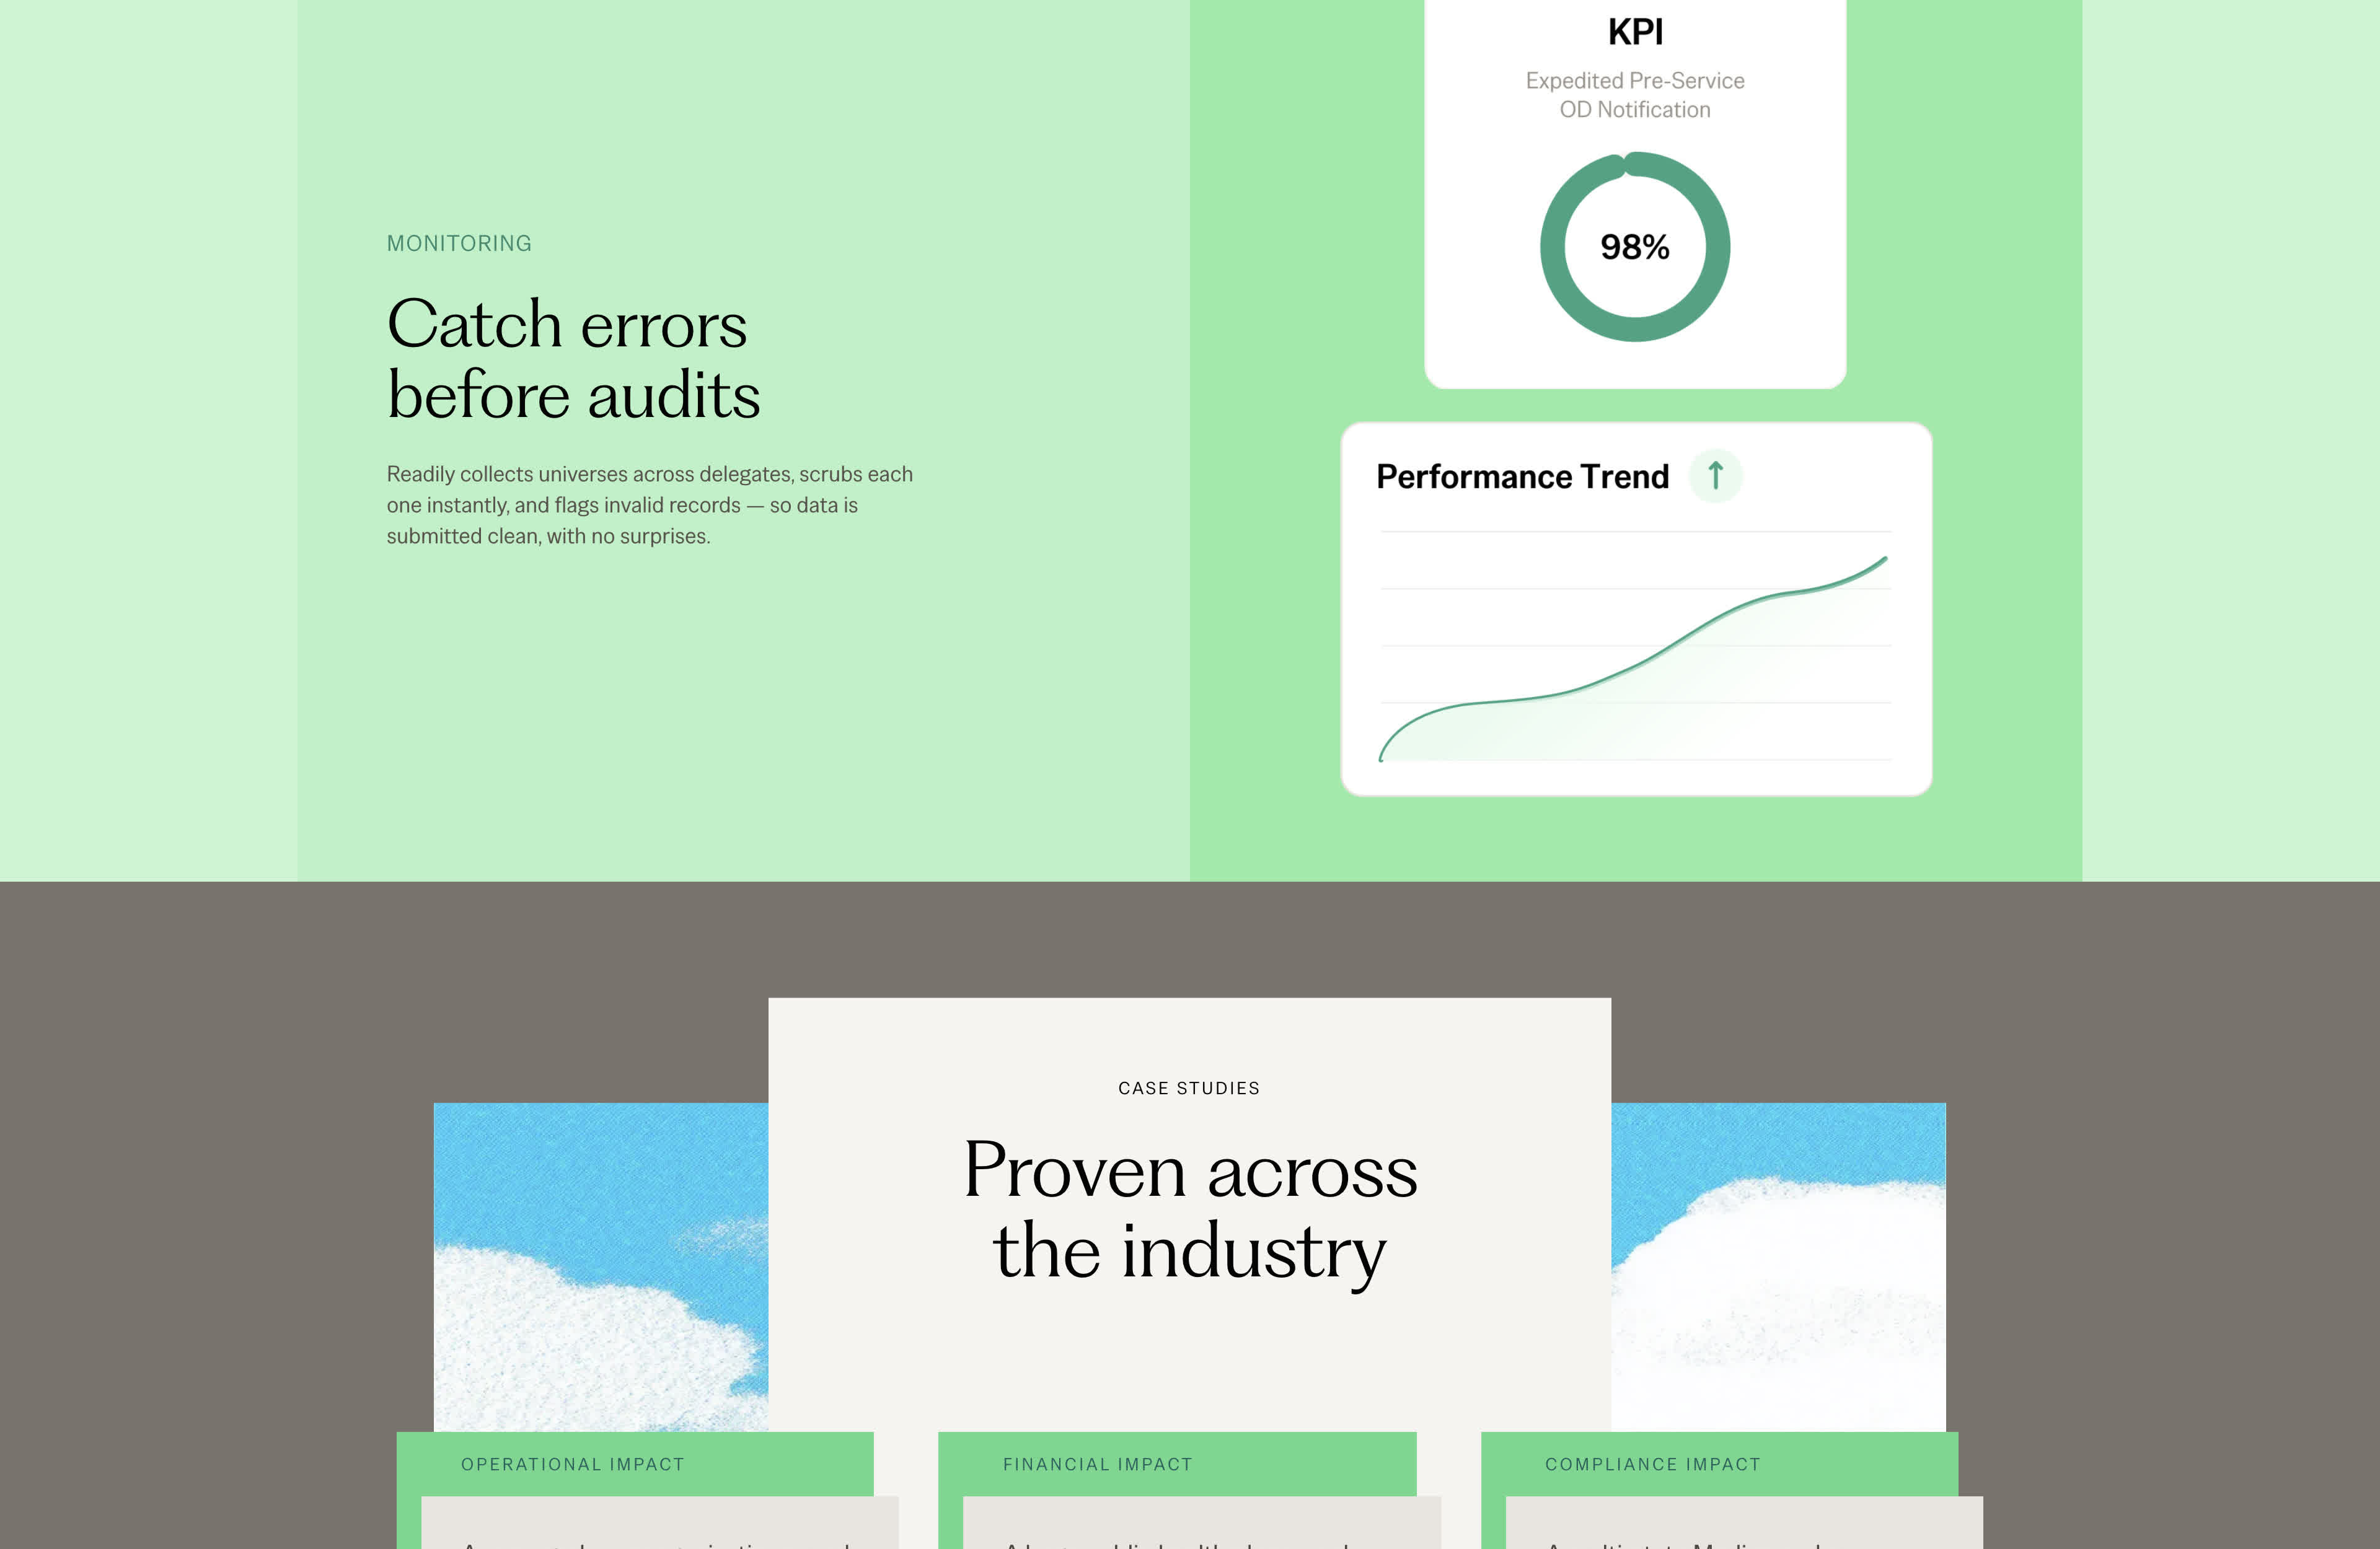 MONITORING
Catch errors
before audits
Readily collects universes across delegates, scrubs each
one instantly, and flags invalid records — so data is
submitted clean, with no surprises.
KPI
Expedited Pre-Service
OD Notification
98%
Performance Trend
CASE STUDIES
Proven across
the industry
OPERATIONAL IMPACT
FINANCIAL IMPACT
COMPLIANCE IMPACT